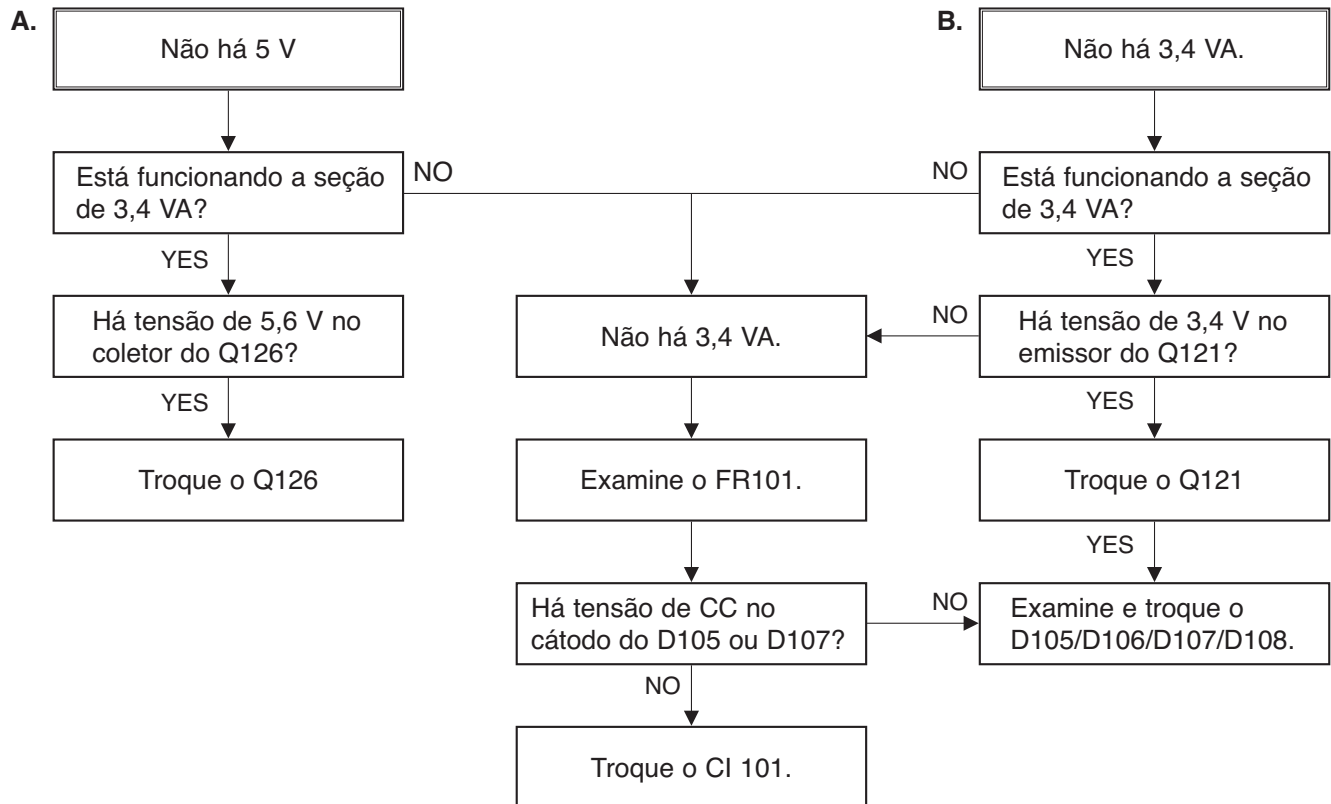 A.
Não há 5 V
B.
Não há 3,4 VA.
Está funcionando a seção
de 3,4 VA?
NO
NO
Está funcionando a seção
de 3,4 VA?
YES
YES
Há tensão de 5,6 V no
coletor do Q126?
Não há 3,4 VA.
NO
Há tensão de 3,4 V no
emissor do Q121?
YES
YES
Troque o Q126
Examine o FR101.
Troque o Q121
YES
Há tensão de CC no
cátodo do D105 ou D107?
NO
Examine e troque o
D105/D106/D107/D108.
NO
Troque o CI 101.